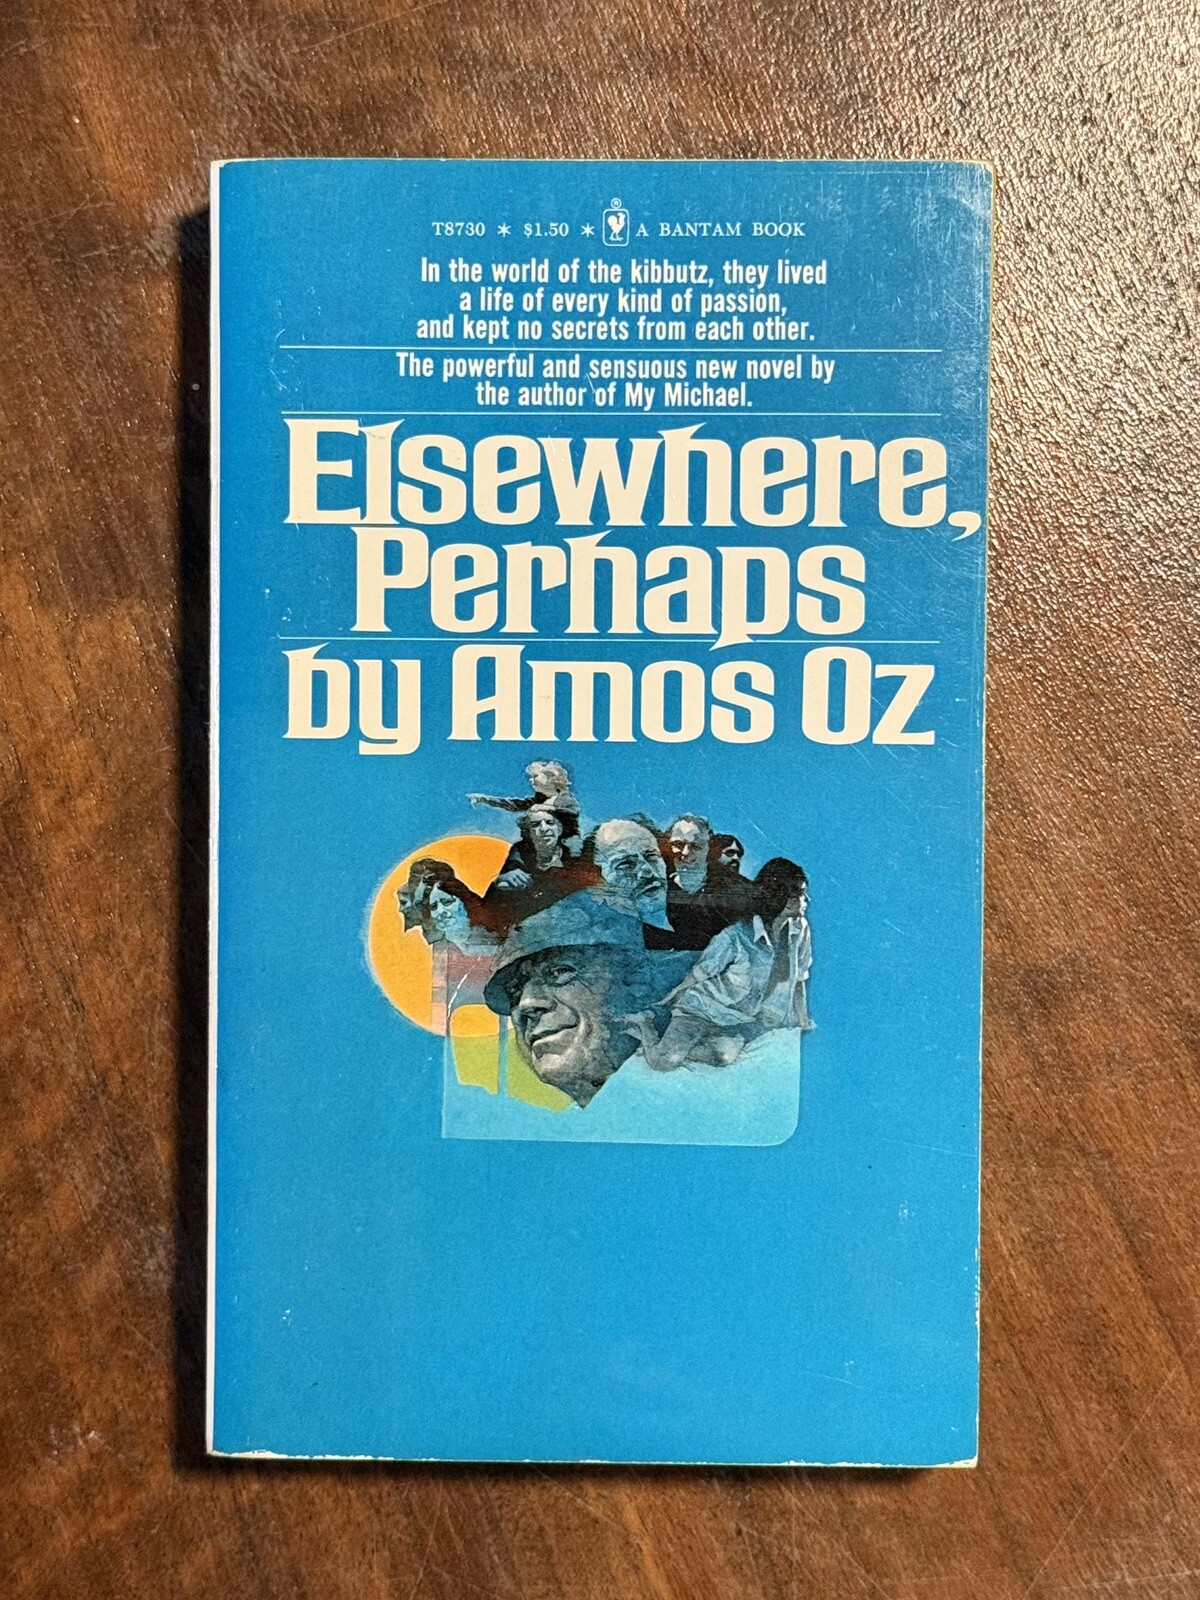 T8730 * $1.50 * ® A BANTAM BOOK
In the world of the kibbutz, they lived
a life of every kind of passion,
and kept no secrets from each other.
The powerful and sensuous new novel by
the author of My Michael.
Elsewhere,
Perhaps
by Amos Oz